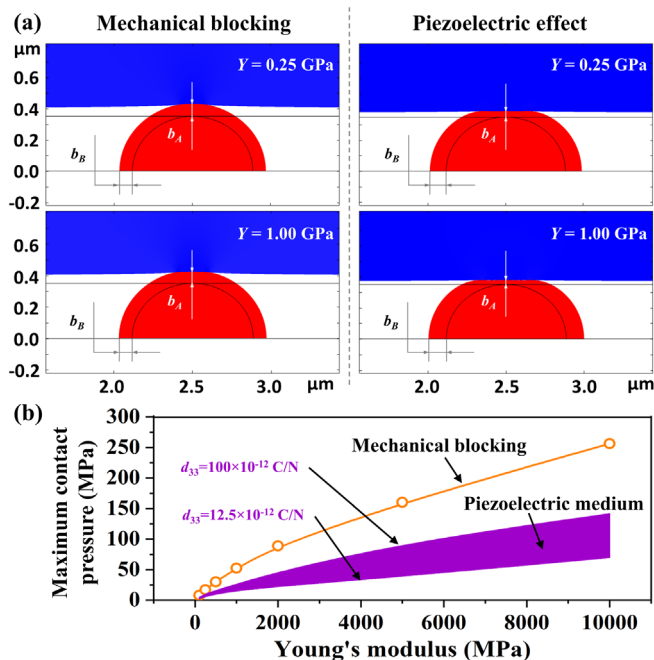 (a) Mechanical blocking Piezoelectric effect
μm
Y = 0.25 GPa Y = 0.25 GPa
0.6
0.4
0.2
0.0
-0.2
b_B b_A b_B b_A
Y = 1.00 GPa Y = 1.00 GPa
0.6
0.4
0.2
0.0
-0.2
b_B b_A b_B b_A
2.0 2.5 3.0 μm 2.0 2.5 3.0 μm
(b)
Maximum contact
pressure (MPa)
300
250
200
150
100
50
0
Mechanical blocking
d₃₃=100×10⁻¹² C/N
Piezoelectric medium
d₃₃=12.5×10⁻¹² C/N
0 2000 4000 6000 8000 10000
Young's modulus (MPa)